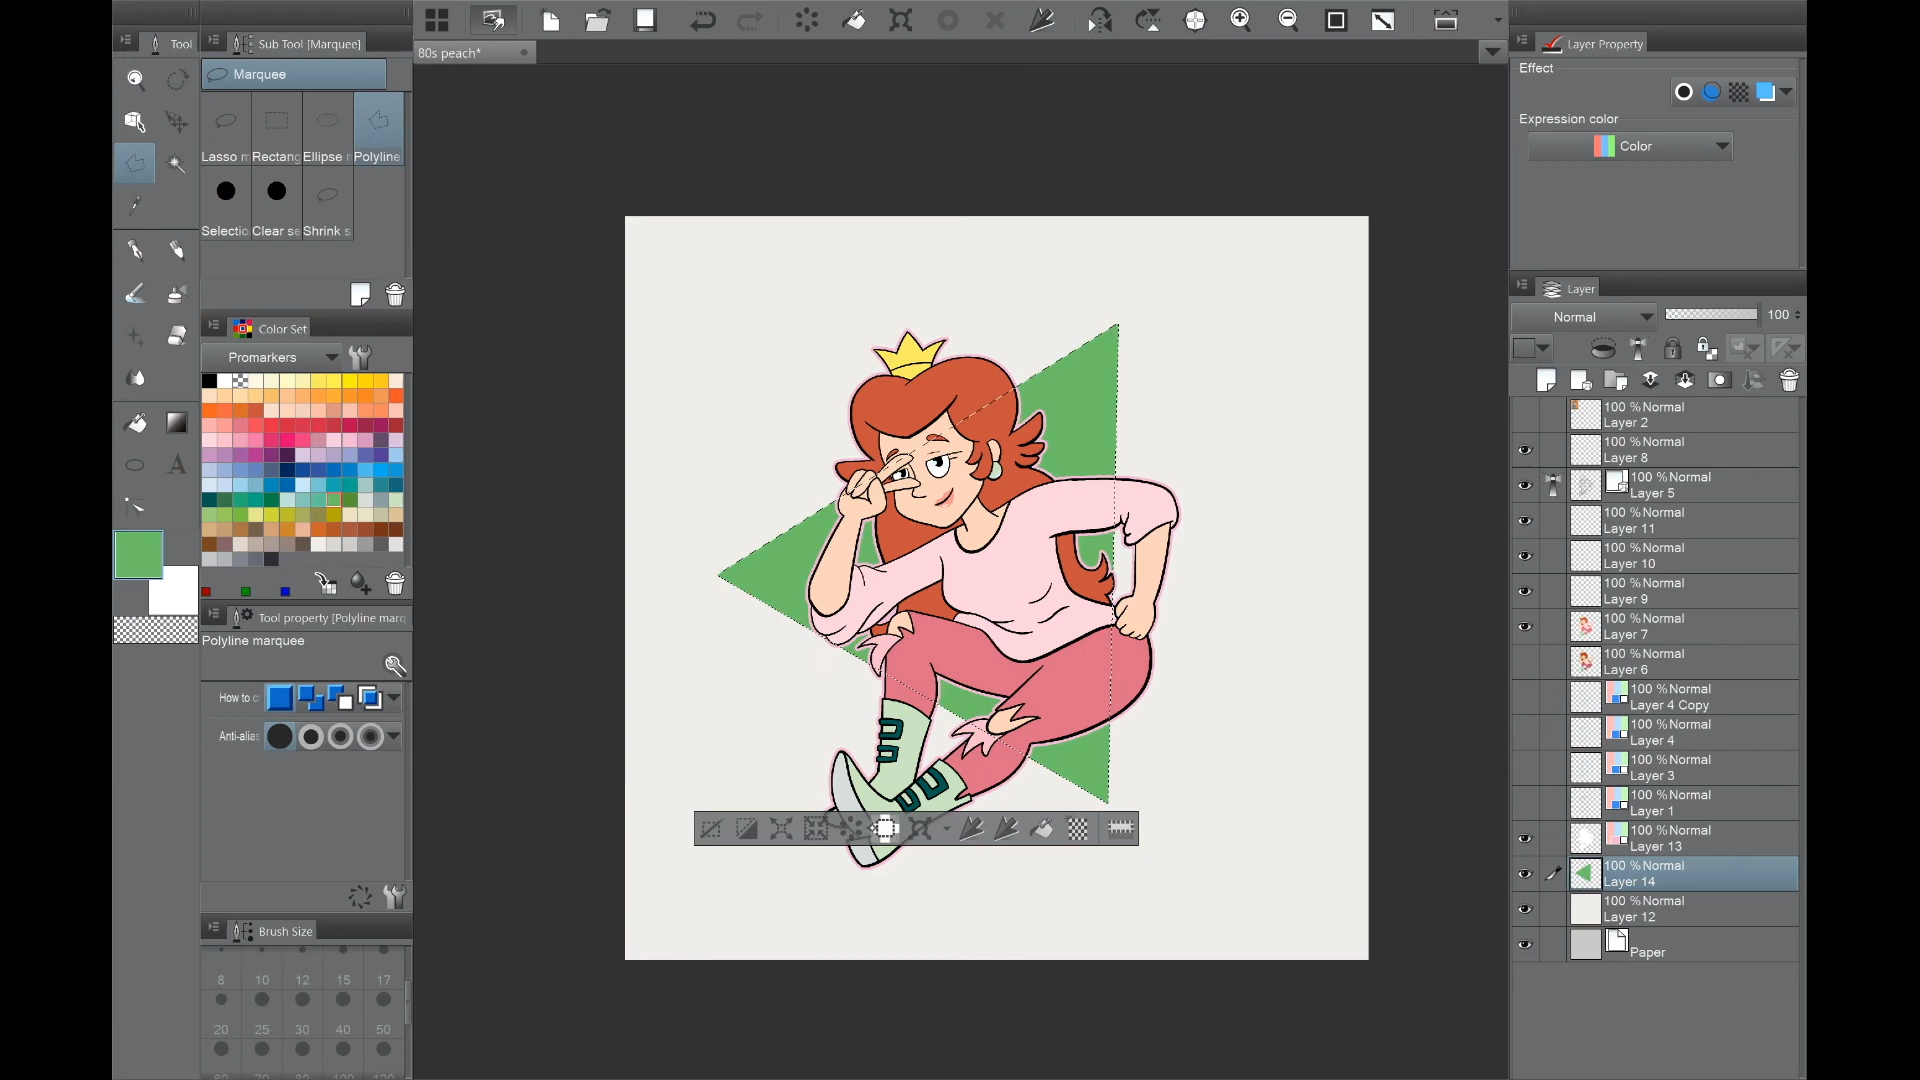 Tool
Sub Tool [Marquee]
Marquee
Lasso m
Rectang
Ellipse
Polyline
Selectio
Clear se
Shrink s
Color Set
Promarkers
Tool property [Polyline marq
Polyline marquee
How to c
Anti-alias
Brush Size
8 10 12 15 17
20 25 30 40 50
80s peach*
Layer Property
Effect
Expression color
Color
Layer
Normal 100
100 % Normal
Layer 2
100 % Normal
Layer 8
100 % Normal
Layer 5
100 % Normal
Layer 11
100 % Normal
Layer 10
100 % Normal
Layer 9
100 % Normal
Layer 7
100 % Normal
Layer 6
100 % Normal
Layer 4 Copy
100 % Normal
Layer 4
100 % Normal
Layer 3
100 % Normal
Layer 1
100 % Normal
Layer 13
100 % Normal
Layer 14
100 % Normal
Layer 12
Paper